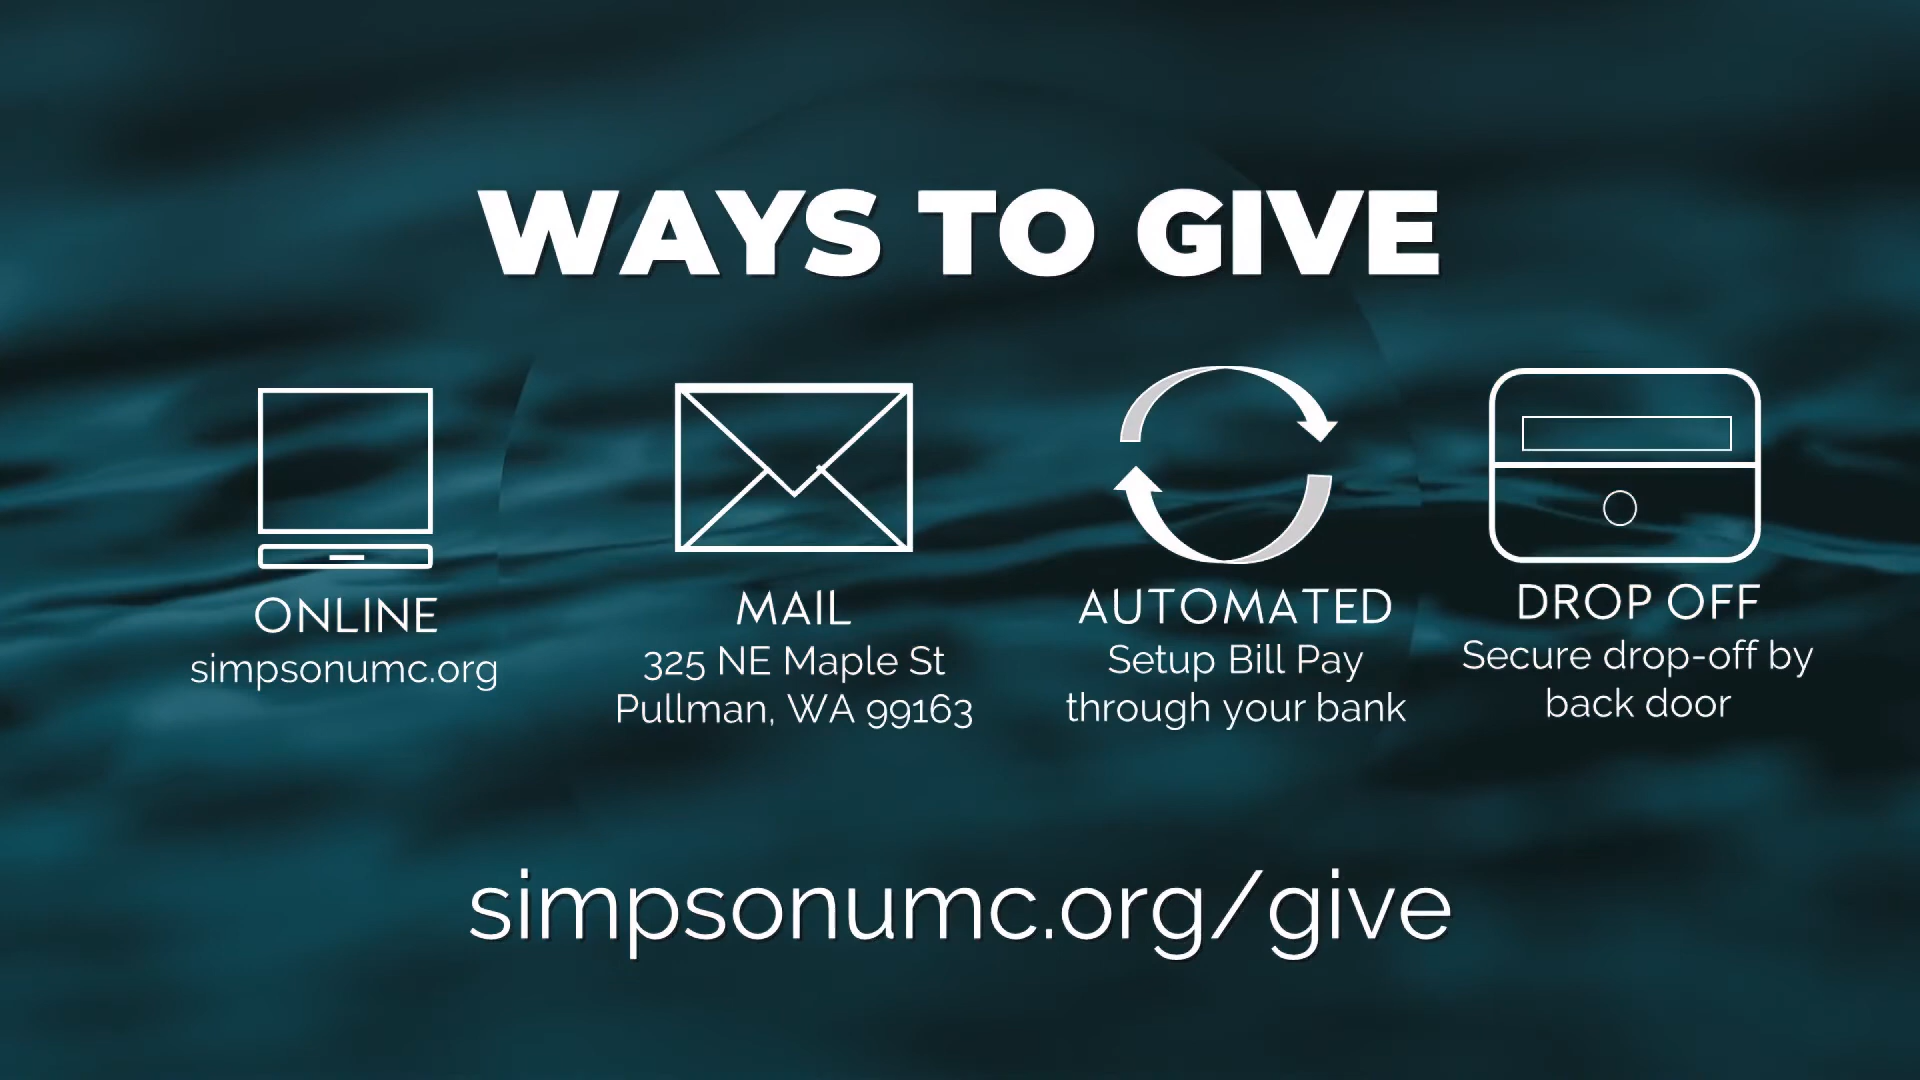 WAYS TO GIVE
ONLINE
simpsonumc.org
MAIL
325 NE Maple St
Pullman, WA 99163
AUTOMATED
Setup Bill Pay
through your bank
DROP OFF
Secure drop-off by
back door
simpsonumc.org/give